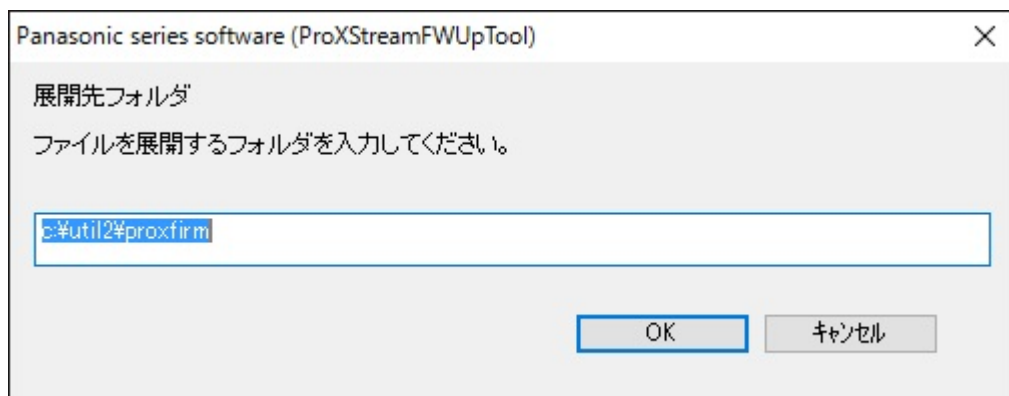 Panasonic series software (ProXStreamFWUpTool)
展開先フォルダ
ファイルを展開するフォルダを入力してください。
c:¥util2¥proxfirm
OK
キャンセル